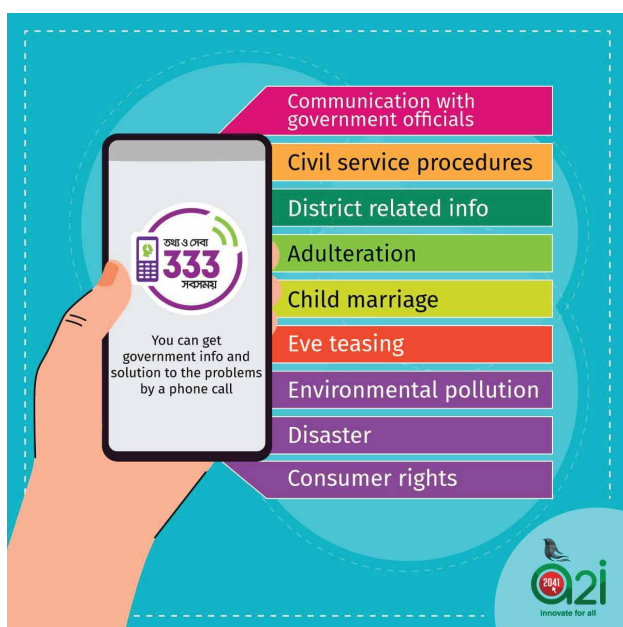 Communication with
government officials
Civil service procedures
District related info
Adulteration
Child marriage
Eve teasing
Environmental pollution
Disaster
Consumer rights
তথ্য ও সেবা
333
সবসময়
You can get
government info and
solution to the problems
by a phone call
2041
a2i
innovate for all